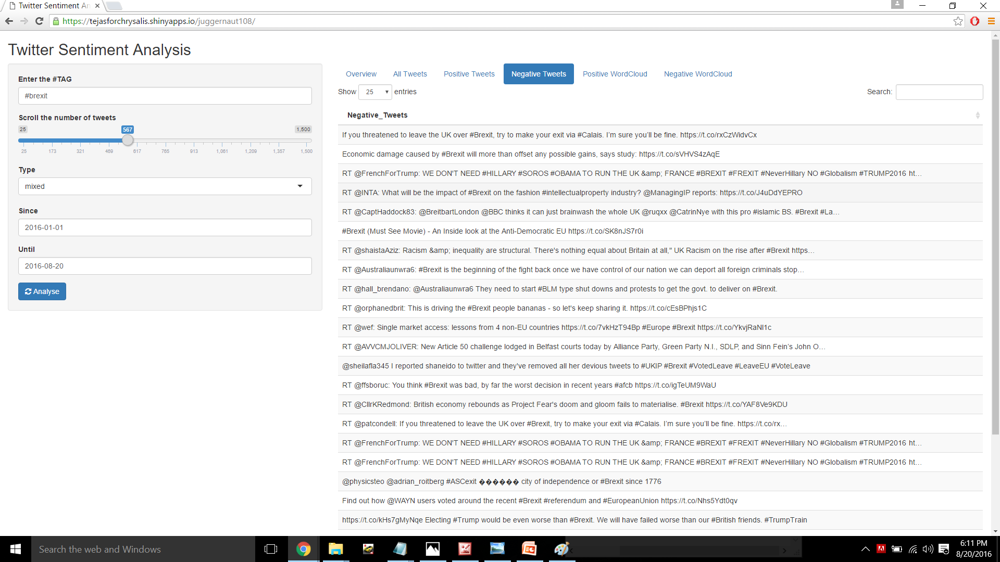 Twitter Sentiment An
https://tejasforchrysalis.shinyapps.io/juggernaut108/
Twitter Sentiment Analysis
Enter the #TAG
#brexit
Scroll the number of tweets
25 567 1,500
25 173 321 469 617 765 913 1,061 1,209 1,357 1,500
Type
mixed
Since
2016-01-01
Until
2016-08-20
Analyse
Overview All Tweets Positive Tweets Negative Tweets Positive WordCloud Negative WordCloud
Show 25 entries Search:
Negative_Tweets
If you threatened to leave the UK over #Brexit, try to make your exit via #Calais. I’m sure you’ll be fine. https://t.co/rxCzWidvCx
Economic damage caused by #Brexit will more than offset any possible gains, says study: https://t.co/sVHVS4zAqE
RT @FrenchForTrump: WE DON'T NEED #HILLARY #SOROS #OBAMA TO RUN THE UK &amp; FRANCE #BREXIT #FREXIT #NeverHillary NO #Globalism #TRUMP2016 ht…
RT @INTA: What will be the impact of #Brexit on the fashion #intellectualproperty industry? @ManagingIP reports: https://t.co/J4uDdYEPRO
RT @CaptHaddock83: @BreitbartLondon @BBC thinks it can just brainwash the whole UK @ruqxx @CatrinNye with this pro #islamic BS. #Brexit #La…
#Brexit (Must See Movie) - An Inside look at the Anti-Democratic EU https://t.co/SK8nJS7r0i
RT @shaistaAziz: Racism &amp; inequality are structural. There's nothing equal about Britain at all," UK Racism on the rise after #Brexit https…
RT @Australiaunwra6: #Brexit is the beginning of the fight back once we have control of our nation we can deport all foreign criminals stop…
RT @hall_brendano: @Australiaunwra6 They need to start #BLM type shut downs and protests to get the govt. to deliver on #Brexit.
RT @orphanedbrit: This is driving the #Brexit people bananas - so let's keep sharing it. https://t.co/cEsBPhjs1C
RT @wef: Single market access: lessons from 4 non-EU countries https://t.co/7vkHzT94Bp #Europe #Brexit https://t.co/YkvjRaNI1c
RT @AVVCMJOLIVER: New Article 50 challenge lodged in Belfast courts today by Alliance Party, Green Party N.I., SDLP, and Sinn Fein’s John O…
@sheilafla345 I reported shaneido to twitter and they've removed all her devious tweets to #UKIP #Brexit #VotedLeave #LeaveEU #VoteLeave
RT @ffsboruc: You think #Brexit was bad, by far the worst decision in recent years #afcb https://t.co/igTeUM9WaU
RT @CllrKRedmond: British economy rebounds as Project Fear's doom and gloom fails to materialise. #Brexit https://t.co/YAF8Ve9KDU
RT @patcondell: If you threatened to leave the UK over #Brexit, try to make your exit via #Calais. I’m sure you’ll be fine. https://t.co/rx…
RT @FrenchForTrump: WE DON'T NEED #HILLARY #SOROS #OBAMA TO RUN THE UK &amp; FRANCE #BREXIT #FREXIT #NeverHillary NO #Globalism #TRUMP2016 ht…
RT @FrenchForTrump: WE DON'T NEED #HILLARY #SOROS #OBAMA TO RUN THE UK &amp; FRANCE #BREXIT #FREXIT #NeverHillary NO #Globalism #TRUMP2016 ht…
@physicsteo @adrian_roitberg #ASCexit ������ city of independence or #Brexit since 1776
Find out how @WAYN users voted around the recent #Brexit #referendum and #EuropeanUnion https://t.co/Nhs5Ydt0qv
https://t.co/kHs7gMyNqe Electing #Trump would be even worse than #Brexit. We will have failed worse than our #British friends. #TrumpTrain
Search the web and Windows
6:11 PM
8/20/2016